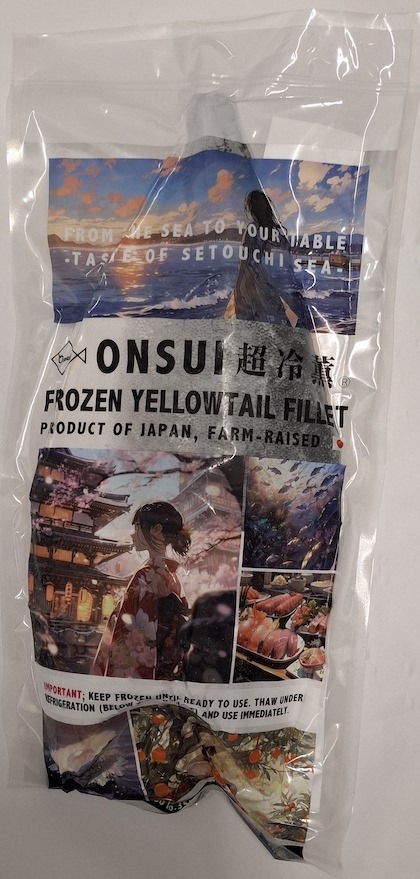 FROM THE SEA TO YOUR TABLE
-TASTE OF SETOUCHI SEA-
ONSUI 超冷薫®
FROZEN YELLOWTAIL FILLET
PRODUCT OF JAPAN, FARM-RAISED
IMPORTANT; KEEP FROZEN UNTIL READY TO USE. THAW UNDER
REFRIGERATION (BELOW AND USE IMMEDIATELY.